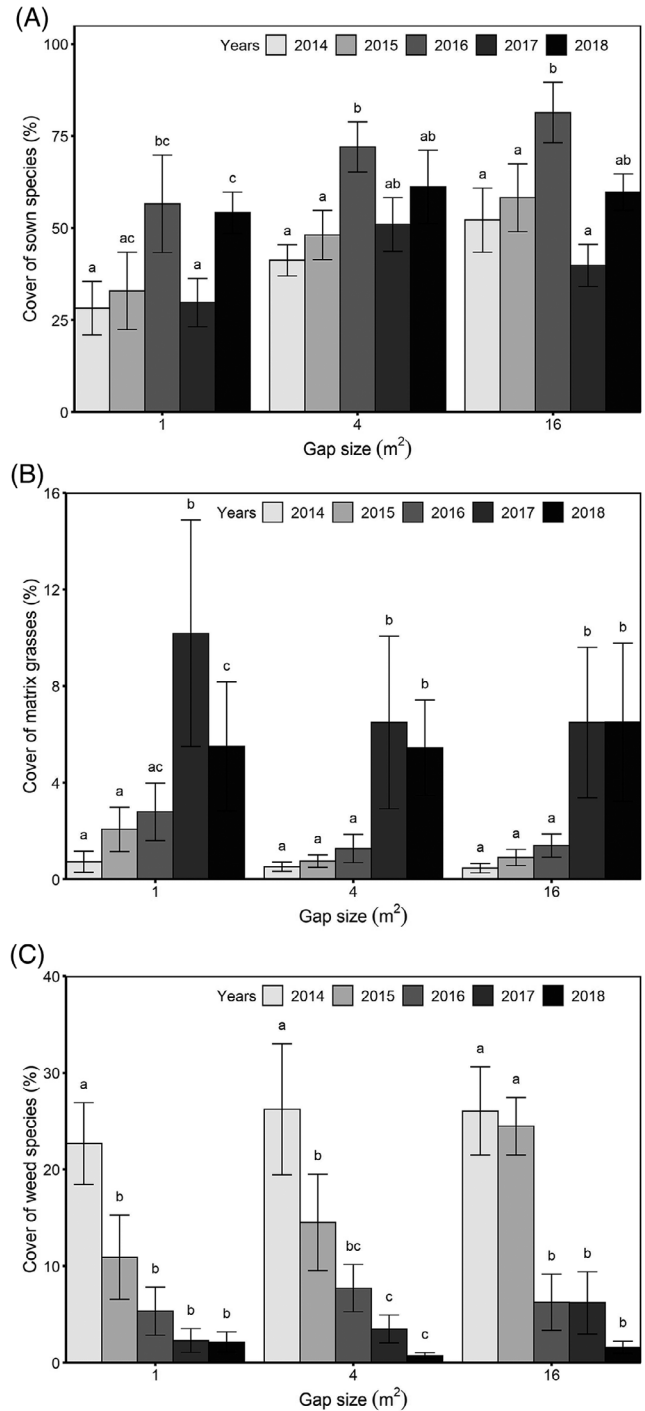 (A)
Years 2014 2015 2016 2017 2018
100
75
50
25
0
Cover of sown species (%)
a ac bc a c
a a b ab ab
a a b a ab
1 4 16
Gap size (m²)
(B)
Years 2014 2015 2016 2017 2018
16
12
8
4
0
Cover of matrix grasses (%)
a a ac b c
a a a b b
a a a b b
1 4 16
Gap size (m²)
(C)
Years 2014 2015 2016 2017 2018
40
30
20
10
0
Cover of weed species (%)
a b b b b
a b bc c c
a a b b b
1 4 16
Gap size (m²)